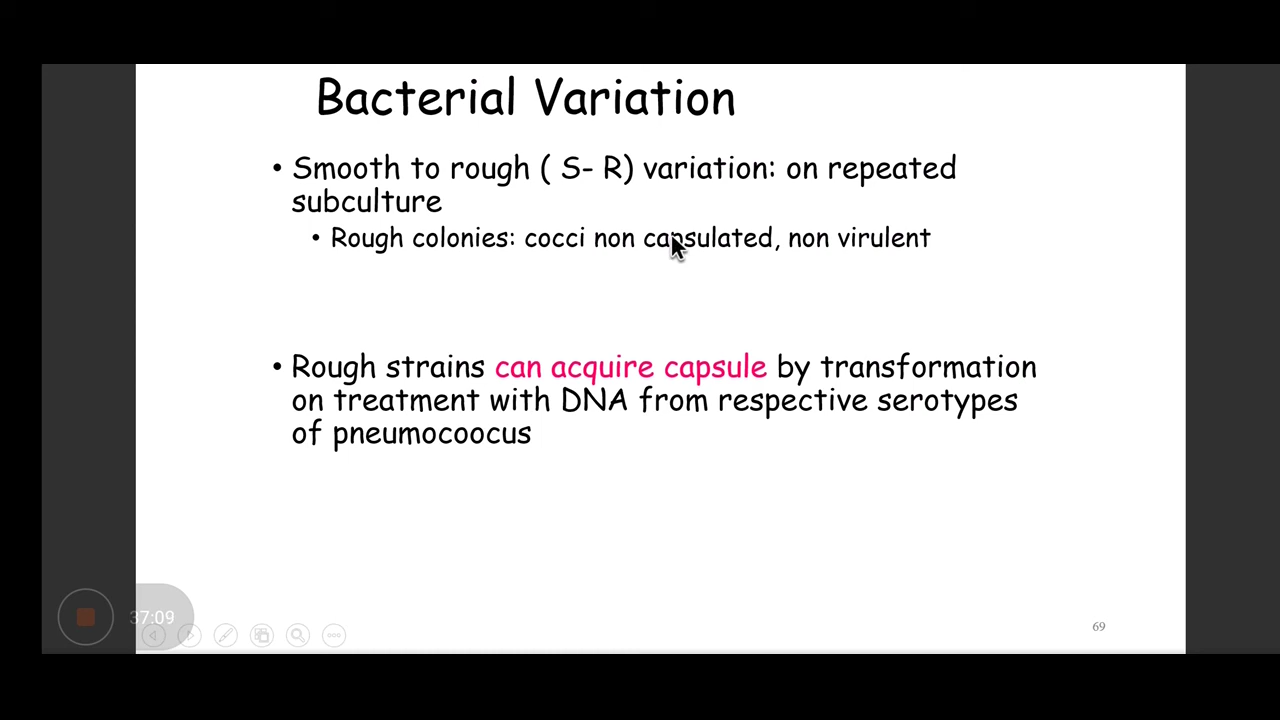 Bacterial Variation
• Smooth to rough ( S- R) variation: on repeated
subculture
• Rough colonies: cocci non capsulated, non virulent
• Rough strains can acquire capsule by transformation
on treatment with DNA from respective serotypes
of pneumocoocus
37:09
69